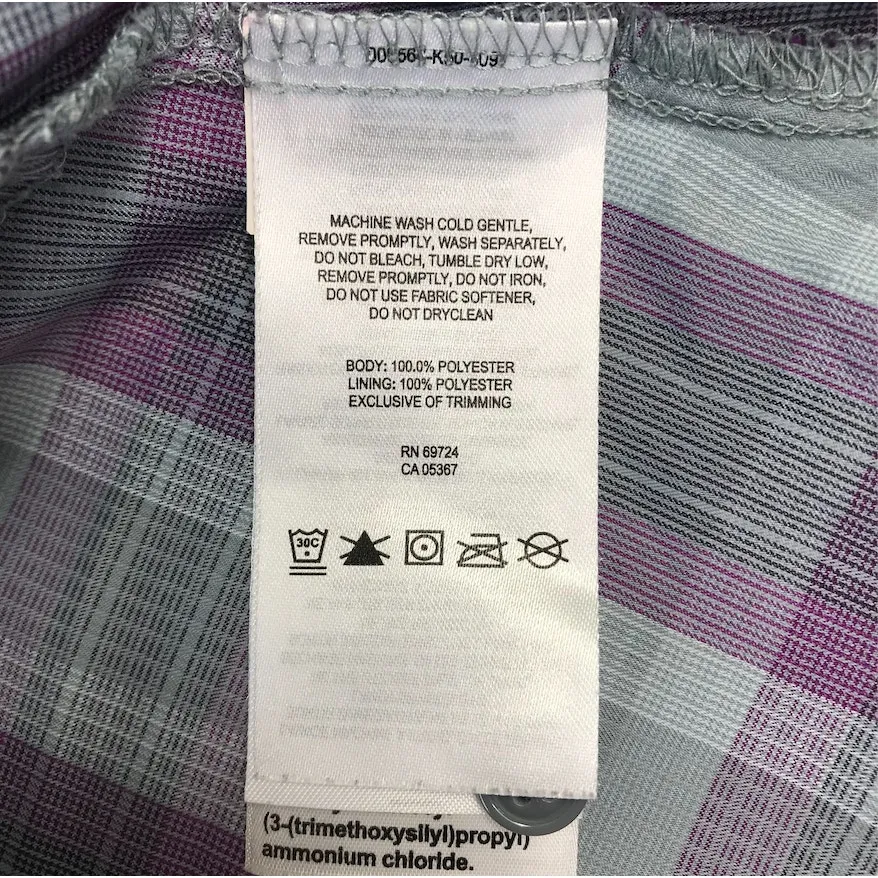 MACHINE WASH COLD GENTLE,
REMOVE PROMPTLY, WASH SEPARATELY,
DO NOT BLEACH, TUMBLE DRY LOW,
REMOVE PROMPTLY, DO NOT IRON,
DO NOT USE FABRIC SOFTENER,
DO NOT DRYCLEAN
BODY: 100.0% POLYESTER
LINING: 100% POLYESTER
EXCLUSIVE OF TRIMMING
RN 69724
CA 05367
30C
(3-(trimethoxysilyl)propyl)
ammonium chloride.